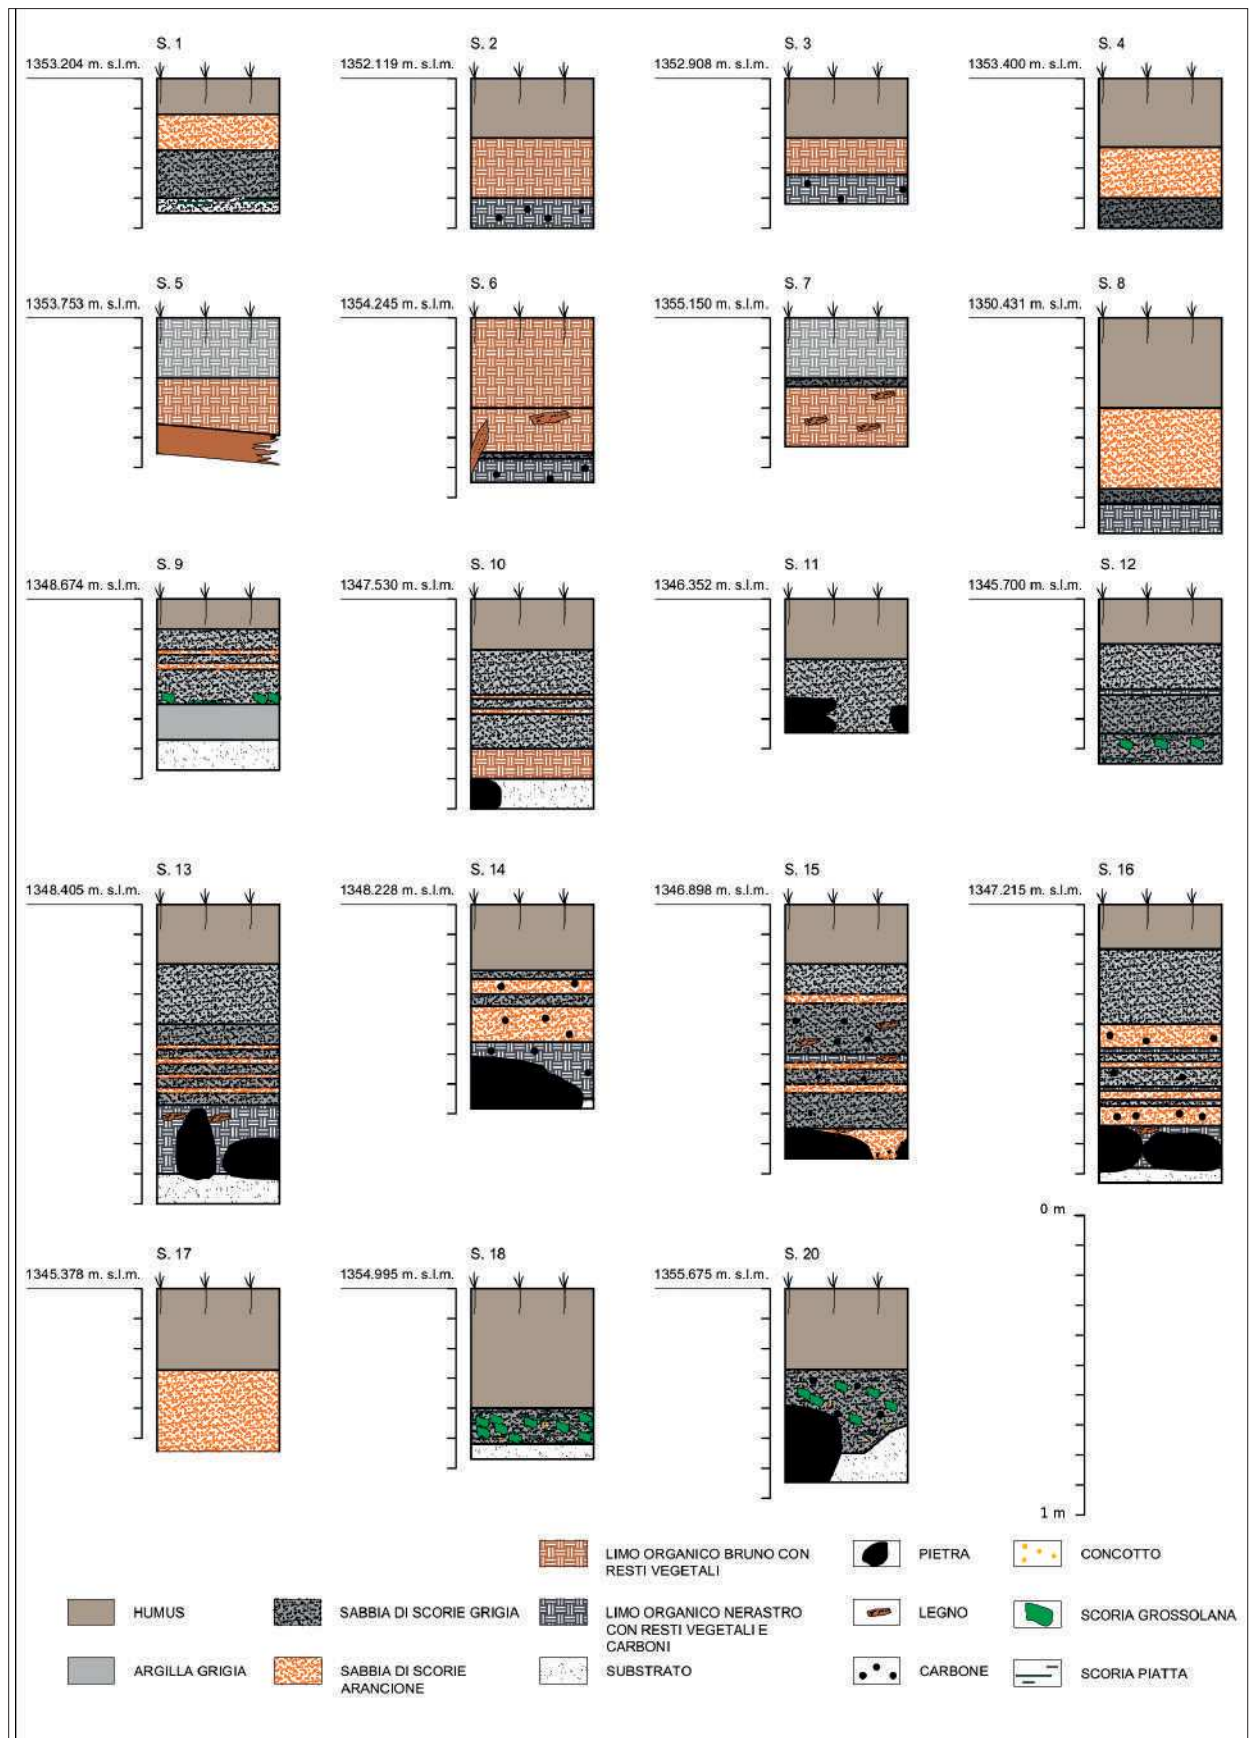 S. 1
S. 2
S. 3
S. 4
1353.204 m. s.l.m.
1352.119 m. s.l.m.
1352.908 m. s.l.m.
1353.400 m. s.l.m.
S. 5
S. 6
S. 7
S. 8
1353.753 m. s.l.m.
1354.245 m. s.l.m.
1355.150 m. s.l.m.
1350.431 m. s.l.m.
S. 9
S. 10
S. 11
S. 12
1348.674 m. s.l.m.
1347.530 m. s.l.m.
1346.352 m. s.l.m.
1345.700 m. s.l.m.
S. 13
S. 14
S. 15
S. 16
1348.405 m. s.l.m.
1348.228 m. s.l.m.
1346.898 m. s.l.m.
1347.215 m. s.l.m.
0 m
S. 17
S. 18
S. 20
1345.378 m. s.l.m.
1354.995 m. s.l.m.
1355.675 m. s.l.m.
1 m
LIMO ORGANICO BRUNO CON
RESTI VEGETALI
PIETRA
CONCOTTO
HUMUS
SABBIA DI SCORIE GRIGIA
LIMO ORGANICO NERASTRO
CON RESTI VEGETALI E
CARBONI
LEGNO
SCORIA GROSSOLANA
ARGILLA GRIGIA
SABBIA DI SCORIE
ARANCIONE
SUBSTRATO
CARBONE
SCORIA PIATTA